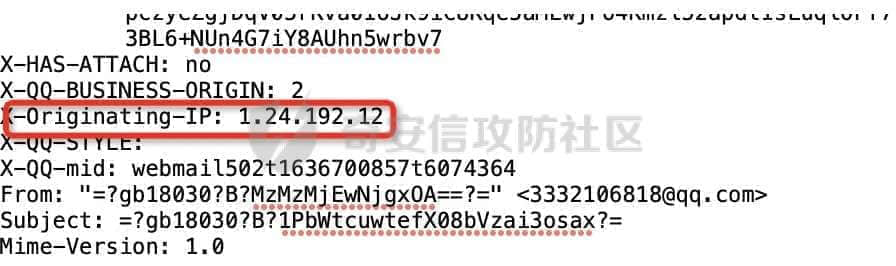 3BL6+NUn4G7iY8AUhn5wrbv7
X-HAS-ATTACH: no
X-QQ-BUSINESS-ORIGIN: 2
X-Originating-IP: 1.24.192.12
X-QQ-STYLE:
X-QQ-mid: webmail502t1636700857t6074364
From: "=?gb18030?B?MzMzMjEwNjgxOA==?=" <3332106818@qq.com>
Subject: =?gb18030?B?1PbWtcuwtefX08bVzai3osax?=
Mime-Version: 1.0
奇安信攻防社区